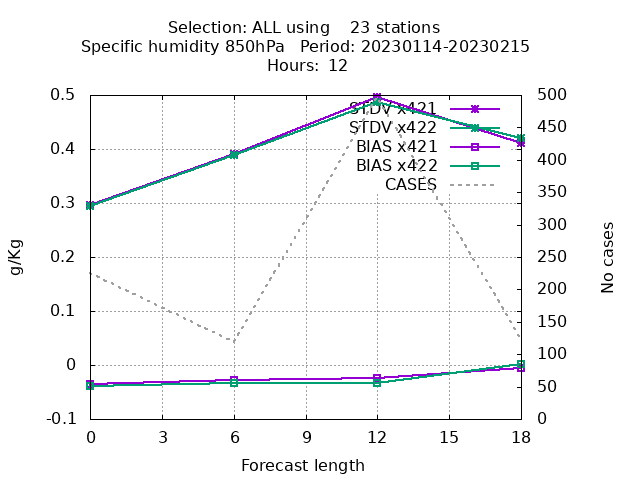 Selection: ALL using 23 stations
Specific humidity 850hPa Period: 20230114-20230215
Hours: 12
STDV x421
STDV x422
BIAS x421
BIAS x422
CASES
0.5
0.4
0.3
0.2
0.1
0
-0.1
g/Kg
500
450
400
350
300
250
200
150
100
50
0
No cases
0 3 6 9 12 15 18
Forecast length